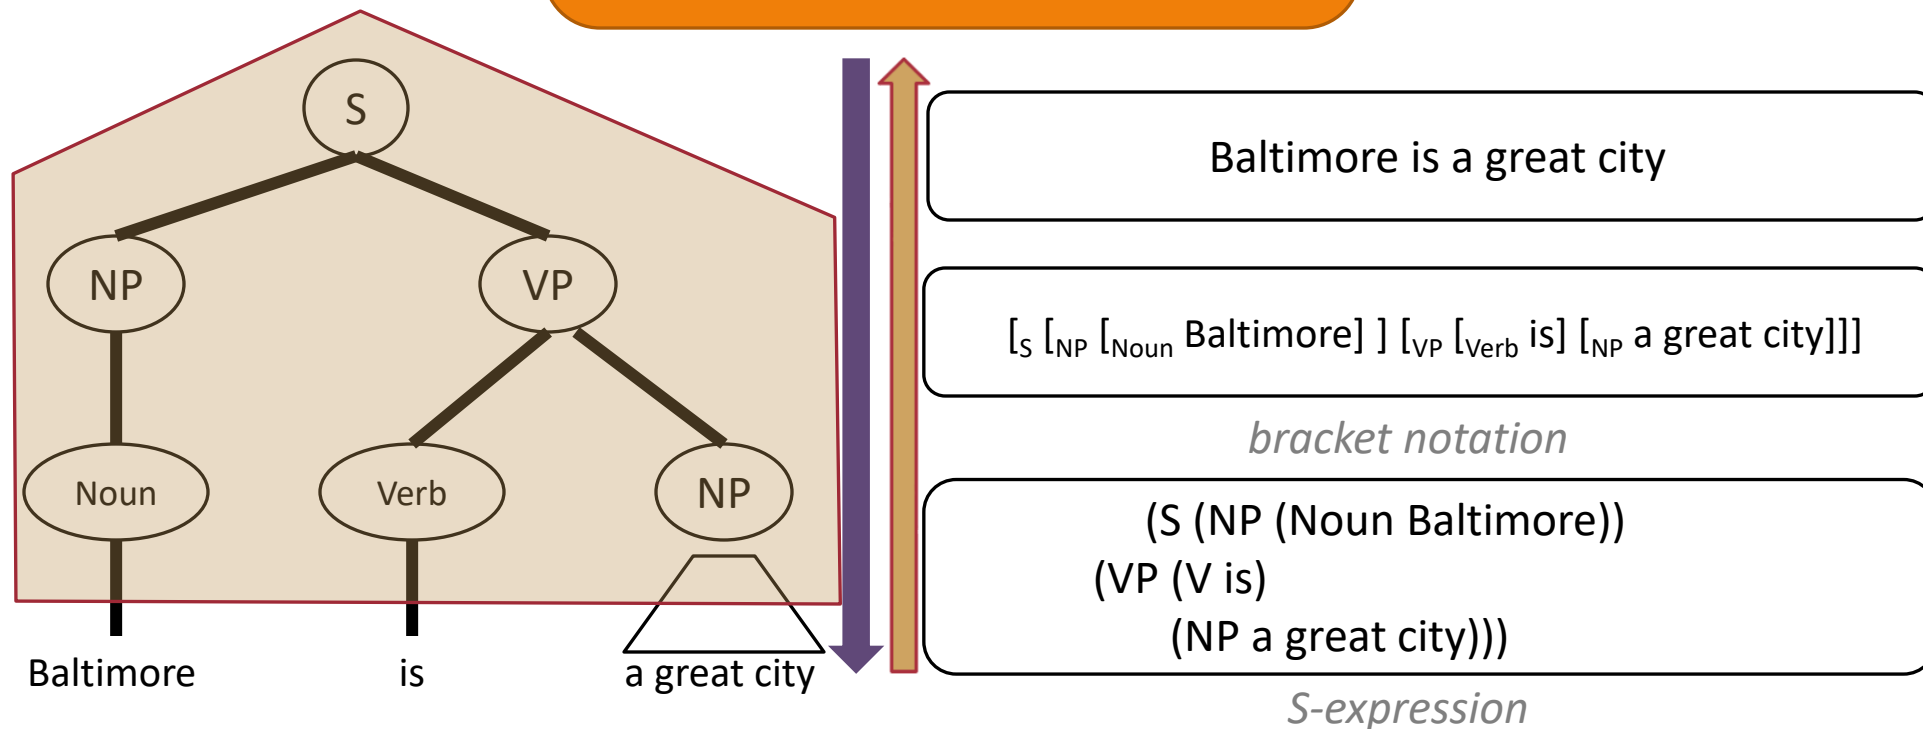 S
NP VP
Noun Verb NP
Baltimore is a great city
Baltimore is a great city
[S [NP [Noun Baltimore] ] [VP [Verb is] [NP a great city]]]
bracket notation
(S (NP (Noun Baltimore))
(VP (V is)
(NP a great city)))
S-expression